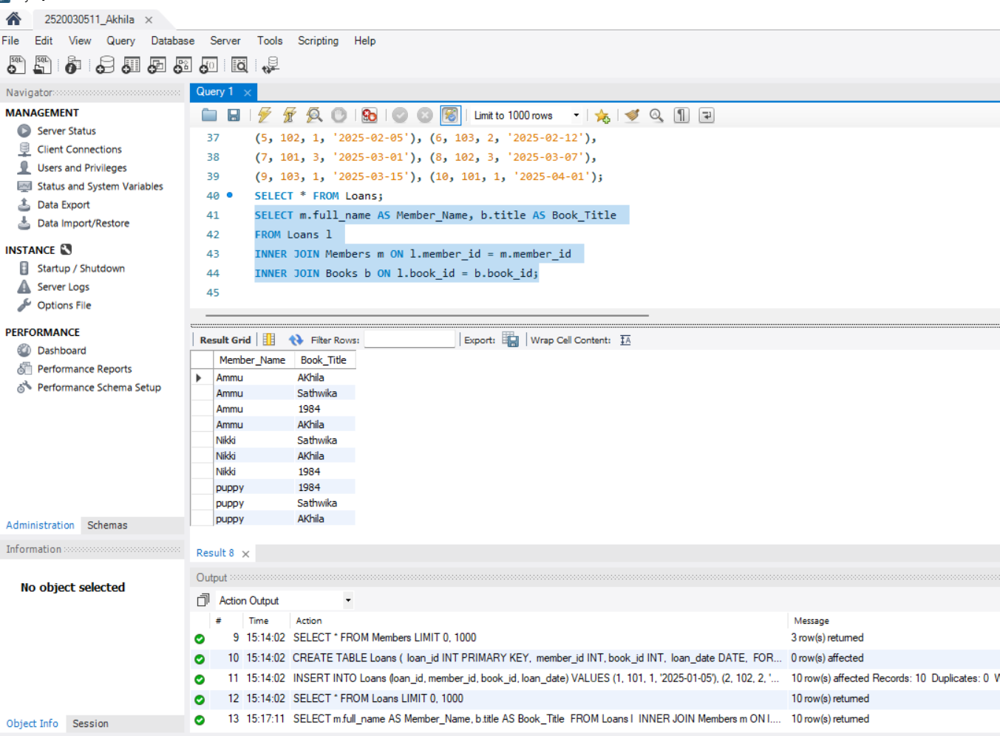 2520030511_Akhila
File Edit View Query Database Server Tools Scripting Help
Navigator
MANAGEMENT
Server Status
Client Connections
Users and Privileges
Status and System Variables
Data Export
Data Import/Restore
INSTANCE
Startup / Shutdown
Server Logs
Options File
PERFORMANCE
Dashboard
Performance Reports
Performance Schema Setup
Administration Schemas
Information
No object selected
Object Info Session
Query 1
Limit to 1000 rows
37 (5, 102, 1, '2025-02-05'), (6, 103, 2, '2025-02-12'),
38 (7, 101, 3, '2025-03-01'), (8, 102, 3, '2025-03-07'),
39 (9, 103, 1, '2025-03-15'), (10, 101, 1, '2025-04-01');
40 SELECT * FROM Loans;
41 SELECT m.full_name AS Member_Name, b.title AS Book_Title
42 FROM Loans l
43 INNER JOIN Members m ON l.member_id = m.member_id
44 INNER JOIN Books b ON l.book_id = b.book_id;
45
Result Grid Filter Rows: Export: Wrap Cell Content:
Member_Name Book_Title
Ammu AKhila
Ammu Sathwika
Ammu 1984
Ammu AKhila
Nikki Sathwika
Nikki AKhila
Nikki 1984
puppy 1984
puppy Sathwika
puppy AKhila
Result 8
Output
Action Output
# Time Action Message
9 15:14:02 SELECT * FROM Members LIMIT 0, 1000 3 row(s) returned
10 15:14:02 CREATE TABLE Loans ( loan_id INT PRIMARY KEY, member_id INT, book_id INT, loan_date DATE, FOR... 0 row(s) affected
11 15:14:02 INSERT INTO Loans (loan_id, member_id, book_id, loan_date) VALUES (1, 101, 1, '2025-01-05'), (2, 102, 2, '... 10 row(s) affected Records: 10 Duplicates: 0 W
12 15:14:02 SELECT * FROM Loans LIMIT 0, 1000 10 row(s) returned
13 15:17:11 SELECT m.full_name AS Member_Name, b.title AS Book_Title FROM Loans l INNER JOIN Members m ON l.... 10 row(s) returned